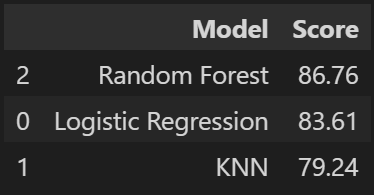 Model Score
2 Random Forest 86.76
0 Logistic Regression 83.61
1 KNN 79.24